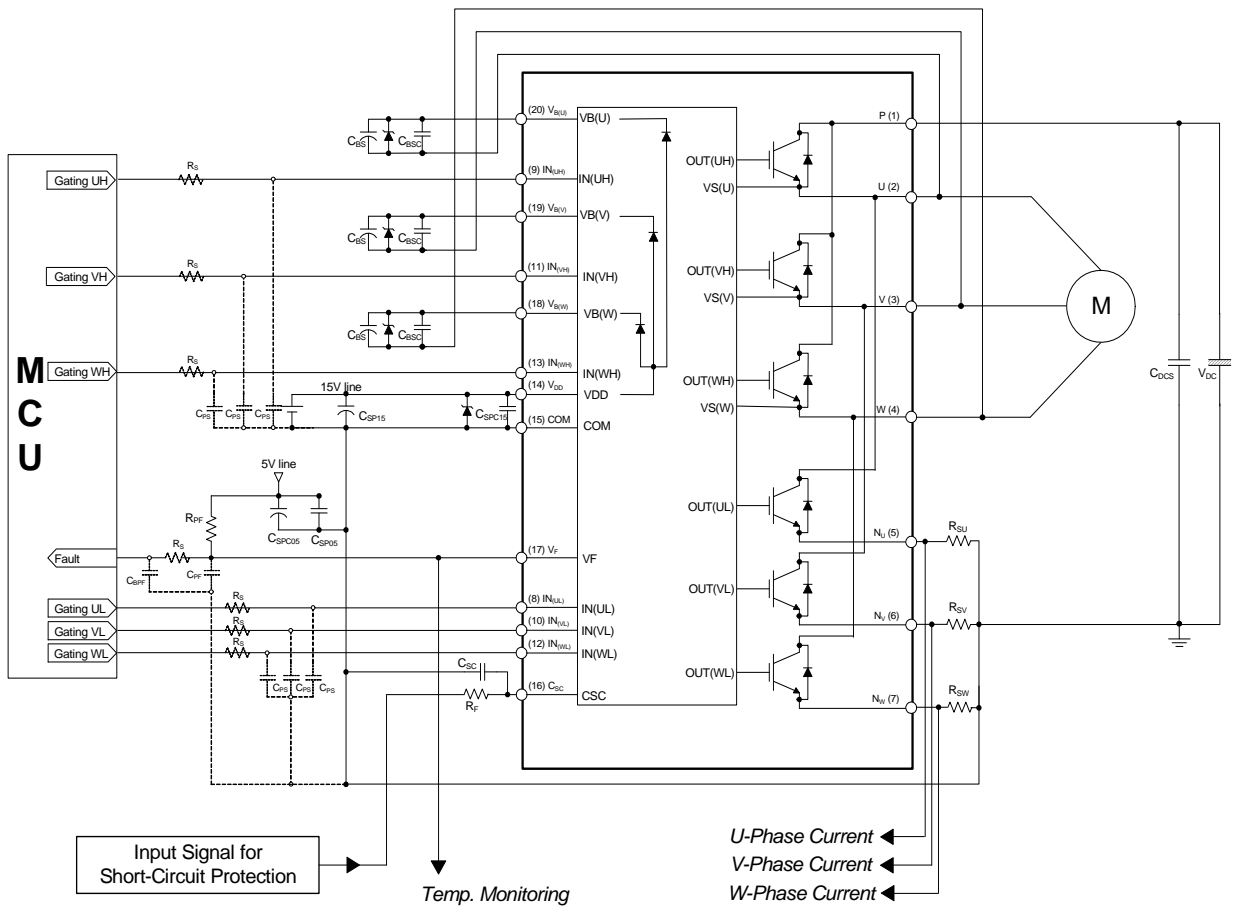 (20) VB(U)
VB(U)
P (1)
CBS
CBSC
OUT(UH)
Gating UH
RS
(9) IN(UH)
IN(UH)
VS(U)
U (2)
(19) VB(V)
VB(V)
CBS
CBSC
OUT(VH)
Gating VH
RS
(11) IN(VH)
IN(VH)
VS(V)
V (3)
M
(18) VB(W)
VB(W)
CBS
CBSC
MCU
Gating WH
RS
(13) IN(WH)
IN(WH)
OUT(WH)
CDCS
VDC
15V line
(14) VDD
VDD
VS(W)
W (4)
CPS
CPS
CPS
CSP15
CSPC15
(15) COM
COM
5V line
RPF
CSPC05
CSP05
OUT(UL)
RSU
NU (5)
Fault
RS
(17) VF
VF
CBPF
CPF
OUT(VL)
Gating UL
RS
(8) IN(UL)
IN(UL)
Gating VL
RS
(10) IN(VL)
IN(VL)
NV (6)
RSV
Gating WL
RS
(12) IN(WL)
IN(WL)
CPS
CPS
CPS
CSC
OUT(WL)
(16) CSC
CSC
RF
NW (7)
RSW
Input Signal for
Short-Circuit Protection
Temp. Monitoring
U-Phase Current
V-Phase Current
W-Phase Current